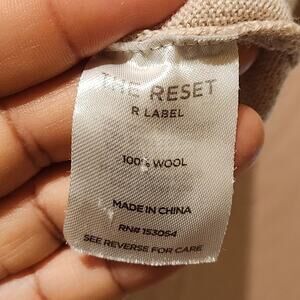 THE RESET
R LABEL
100% WOOL
MADE IN CHINA
RN# 153054
SEE REVERSE FOR CARE